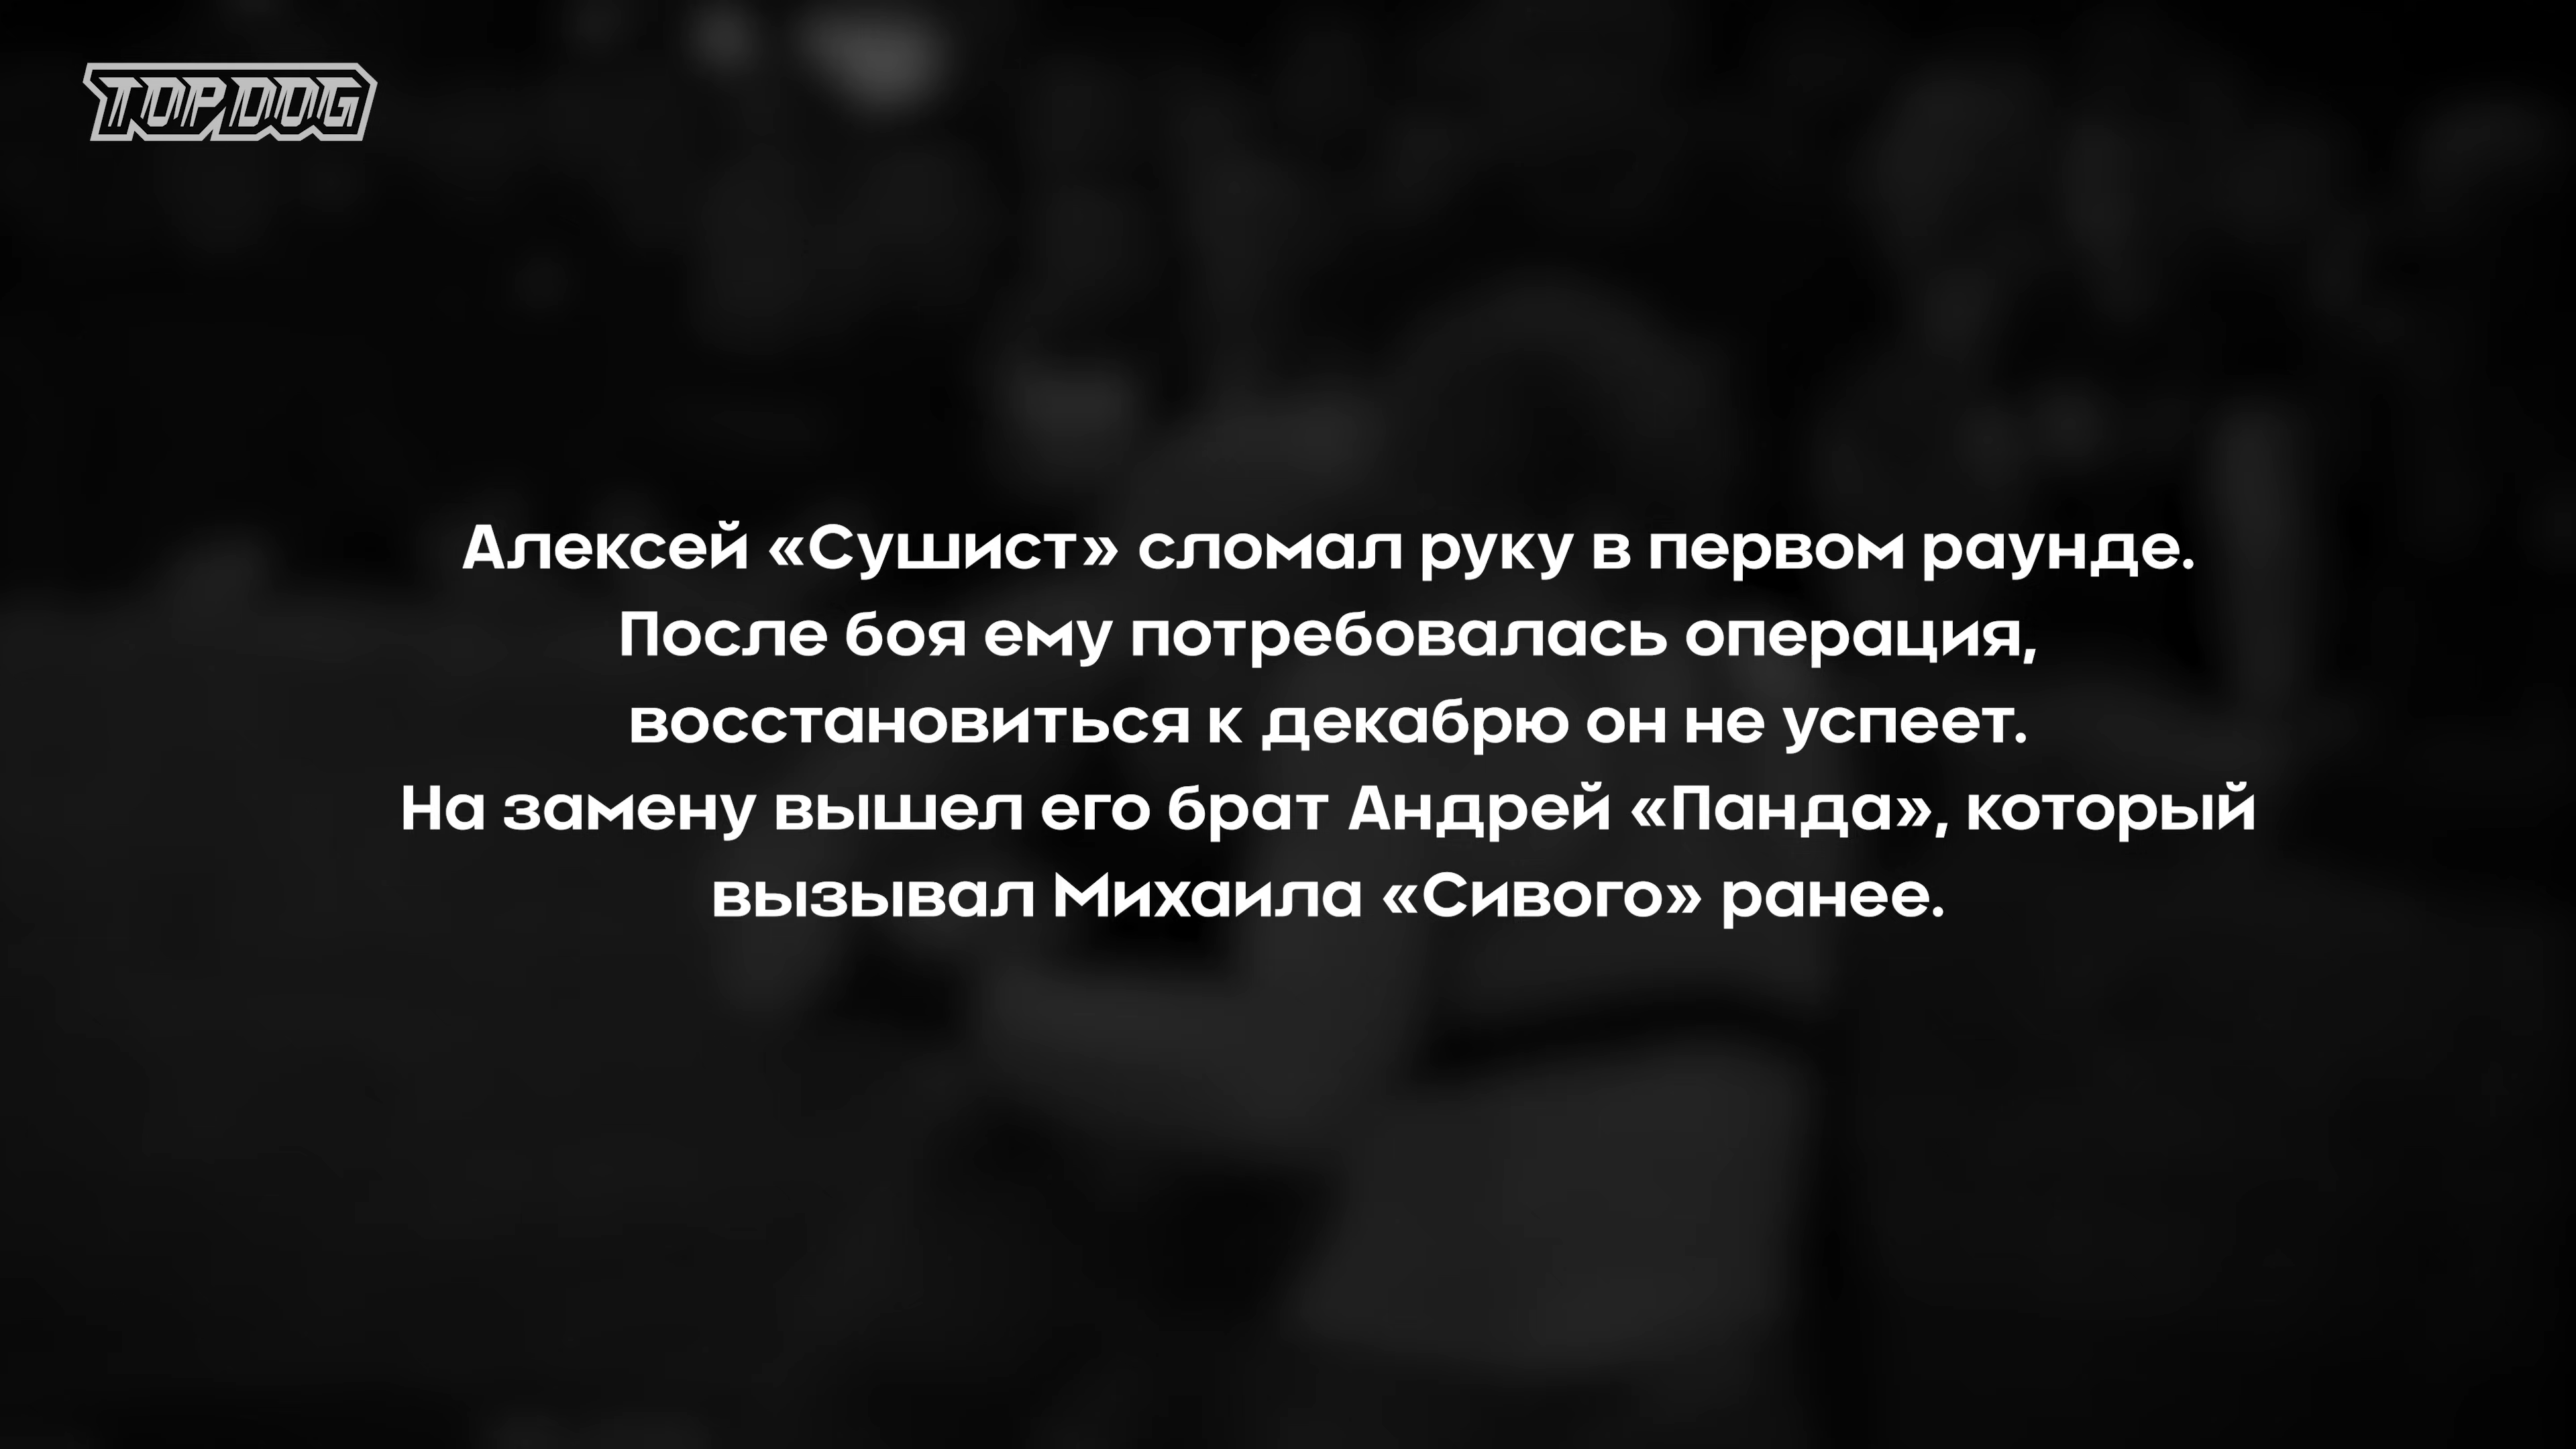 TOP DOG
Алексей «Сушист» сломал руку в первом раунде.
После боя ему потребовалась операция,
восстановиться к декабрю он не успеет.
На замену вышел его брат Андрей «Панда», который
вызывал Михаила «Сивого» ранее.